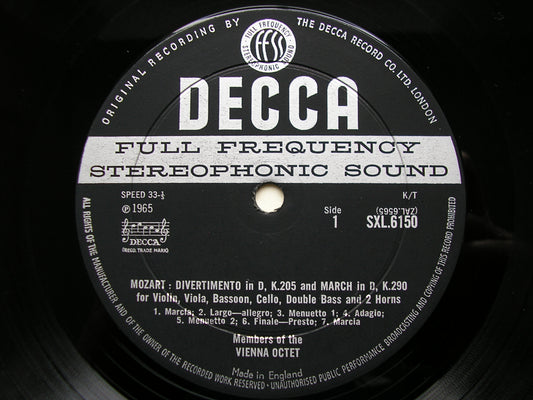 ORIGINAL RECORDING BY THE DECCA RECORD CO. LTD. LONDON
FULL FREQUENCY
FFSS
STEREOPHONIC SOUND
DECCA
FULL FREQUENCY
STEREOPHONIC SOUND
SPEED 33-⅓
K/T
℗ 1965
Side
(ZAL.6565)
1
SXL.6150
DECCA
(REGD. TRADE MARK)
MOZART : DIVERTIMENTO in D, K.205 and MARCH in D, K.290
for Violin, Viola, Bassoon, Cello, Double Bass and 2 Horns
1. Marcia; 2. Largo—allegro; 3. Menuetto 1; 4. Adagio;
5. Menuetto 2; 6. Finale—Presto; 7. Marcia
Members of the
VIENNA OCTET
Made in England
ALL RIGHTS OF THE MANUFACTURER AND OF THE OWNER OF THE RECORDED WORK RESERVED · UNAUTHORISED PUBLIC PERFORMANCE BROADCASTING AND COPYING OF THIS RECORD PROHIBITED